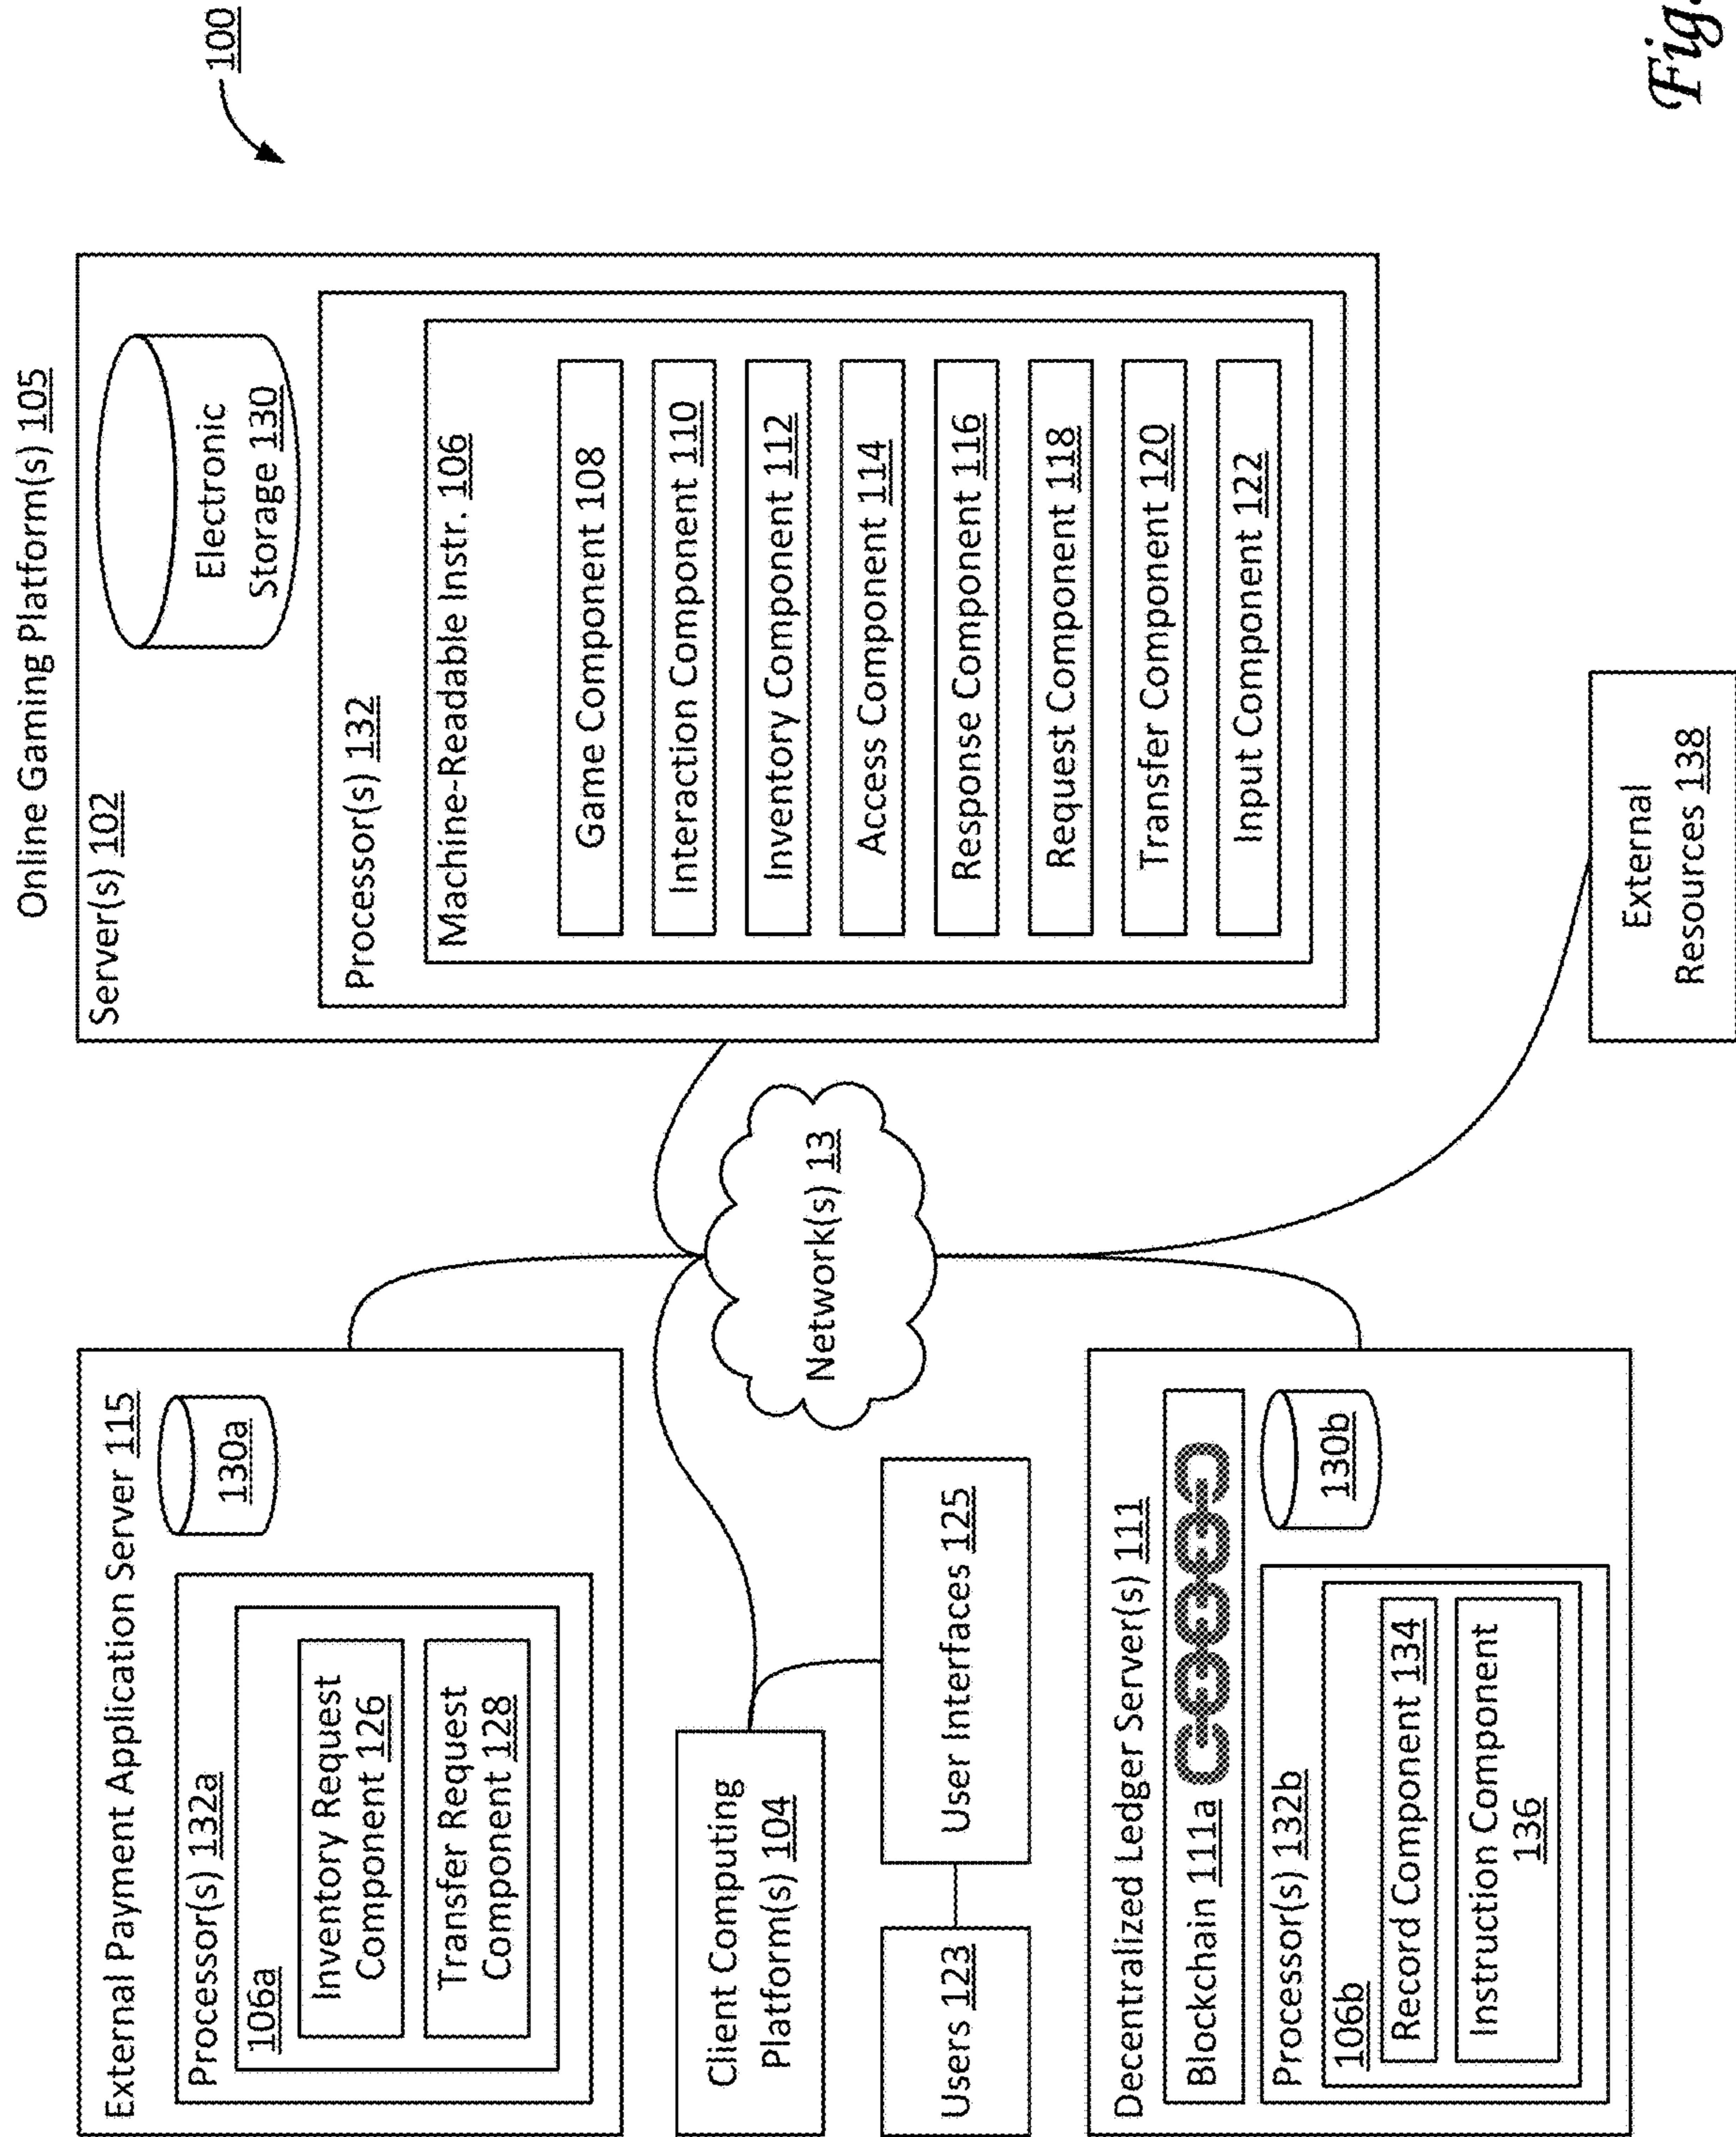 100
Online Gaming Platform(s) 105
External Payment Application Server 115
130a
Processor(s) 132a
106a
Inventory Request
Component 126
Transfer Request
Component 128
Client Computing
Platform(s) 104
Users 123
User Interfaces 125
Decentralized Ledger Server(s) 111
Blockchain 111a
130b
Processor(s) 132b
106b
Record Component 134
Instruction Component
136
Network(s) 13
Server(s) 102
Electronic
Storage 130
Processor(s) 132
Machine-Readable Instr. 106
Game Component 108
Interaction Component 110
Inventory Component 112
Access Component 114
Response Component 116
Request Component 118
Transfer Component 120
Input Component 122
External
Resources 138
Fig.